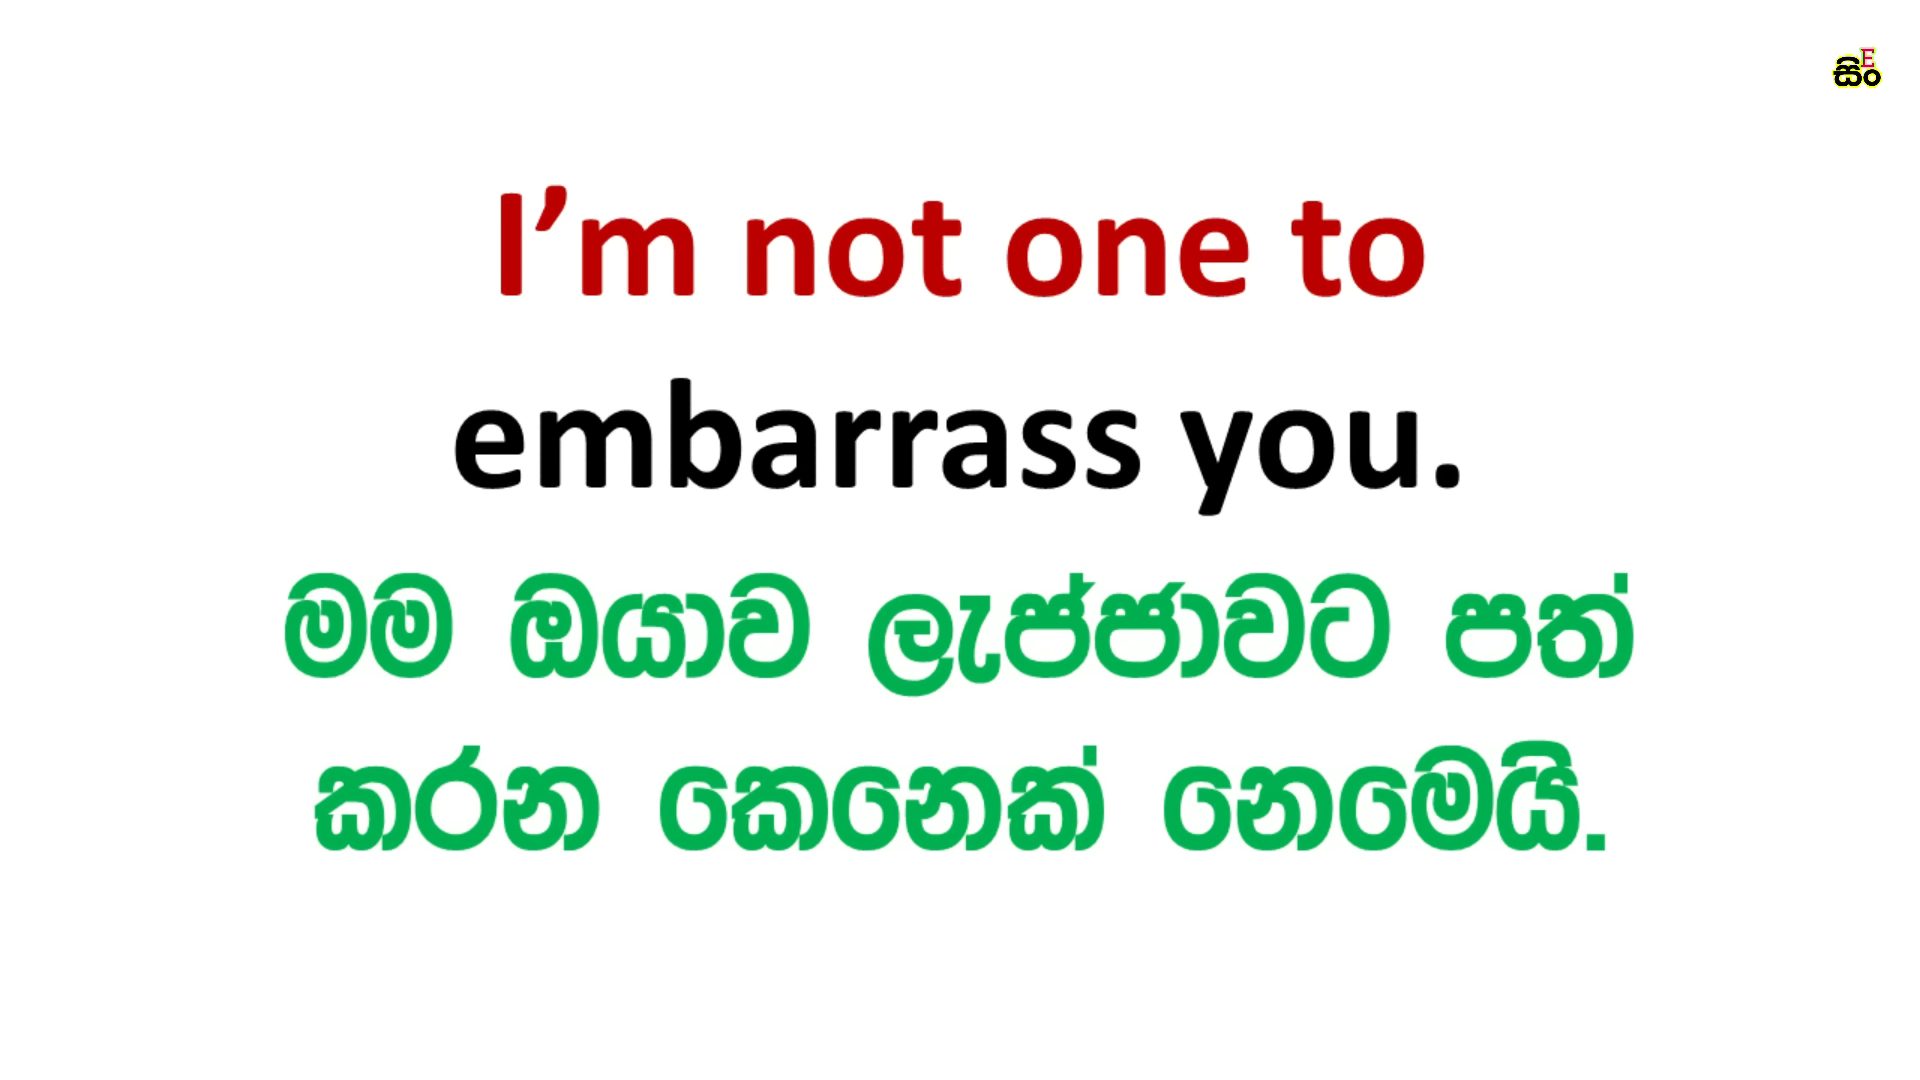 E
සිං
I’m not one to
embarrass you.
මම ඔයාව ලැප්ජාවට පත්
කරන කෙනෙක් නෙමෙයි.